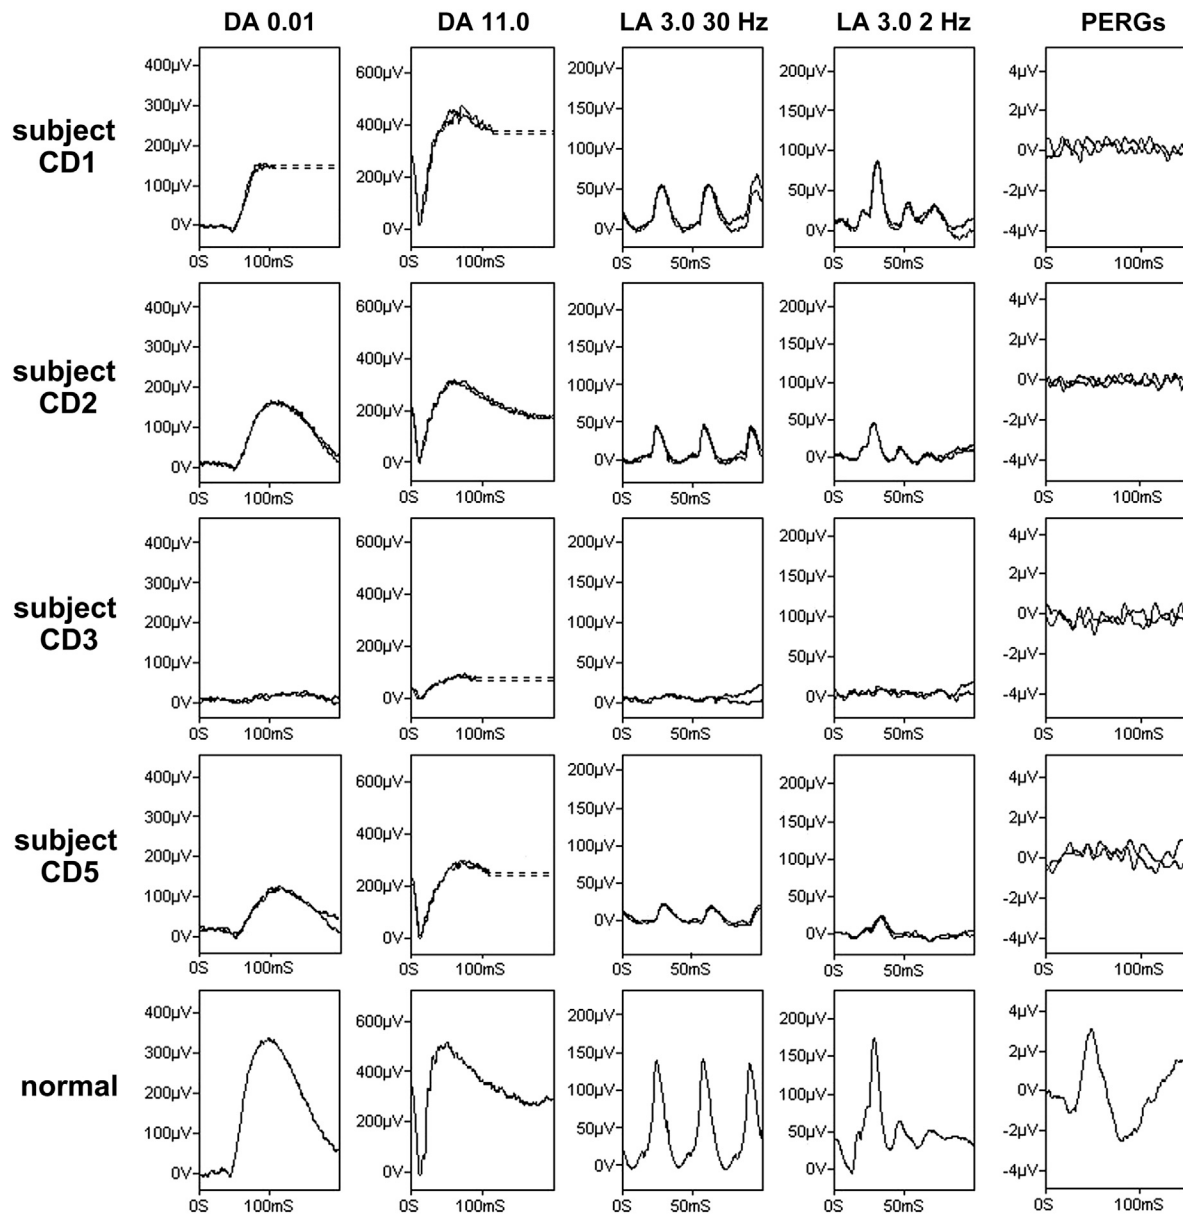 DA 0.01 DA 11.0 LA 3.0 30 Hz LA 3.0 2 Hz PERGs
subject
CD1
400µV 600µV 200µV 200µV 4µV
300µV 400µV 150µV 150µV 2µV
200µV 200µV 100µV 100µV 0V
100µV 0V 50µV 50µV -2µV
0V 0V 0V -4µV
0S 100mS 0S 100mS 0S 50mS 0S 50mS 0S 100mS
subject
CD2
400µV 600µV 200µV 200µV 4µV
300µV 400µV 150µV 150µV 2µV
200µV 200µV 100µV 100µV 0V
100µV 0V 50µV 50µV -2µV
0V 0V 0V -4µV
0S 100mS 0S 100mS 0S 50mS 0S 50mS 0S 100mS
subject
CD3
400µV 600µV 200µV 200µV 4µV
300µV 400µV 150µV 150µV 2µV
200µV 200µV 100µV 100µV 0V
100µV 0V 50µV 50µV -2µV
0V 0V 0V -4µV
0S 100mS 0S 100mS 0S 50mS 0S 50mS 0S 100mS
subject
CD5
400µV 600µV 200µV 200µV 4µV
300µV 400µV 150µV 150µV 2µV
200µV 200µV 100µV 100µV 0V
100µV 0V 50µV 50µV -2µV
0V 0V 0V -4µV
0S 100mS 0S 100mS 0S 50mS 0S 50mS 0S 100mS
normal
400µV 600µV 200µV 200µV 4µV
300µV 400µV 150µV 150µV 2µV
200µV 200µV 100µV 100µV 0V
100µV 0V 50µV 50µV -2µV
0V 0V 0V -4µV
0S 100mS 0S 100mS 0S 50mS 0S 50mS 0S 100mS